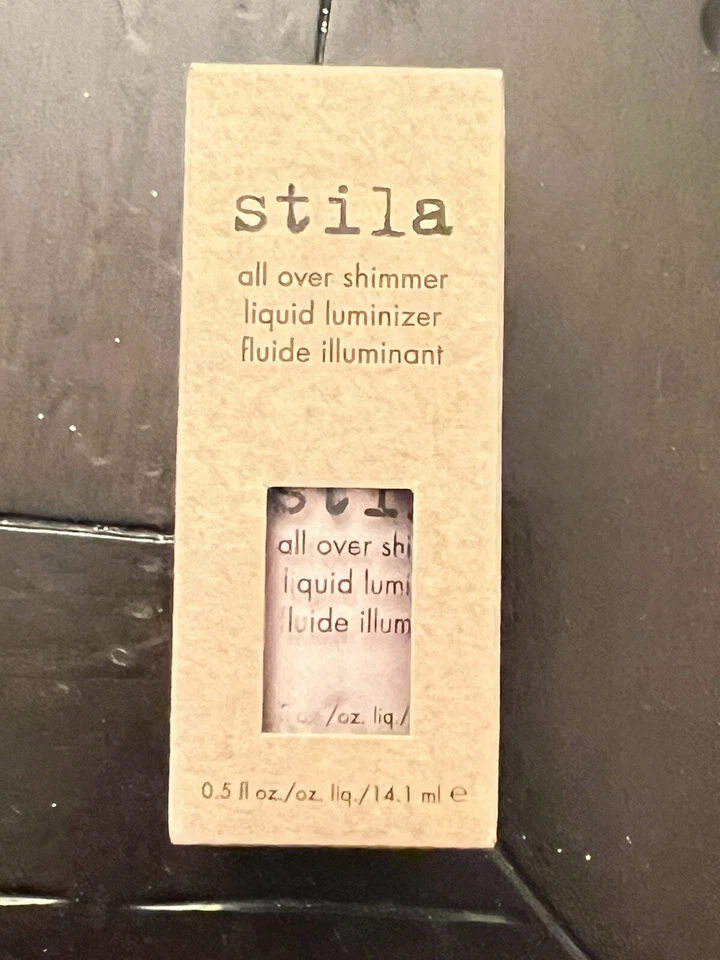 stila
all over shimmer
liquid luminizer
fluide illuminant
stil
all over shi
liquid lumi
fluide illum
/oz. liq./
0.5 fl oz./oz. liq./14.1 ml e